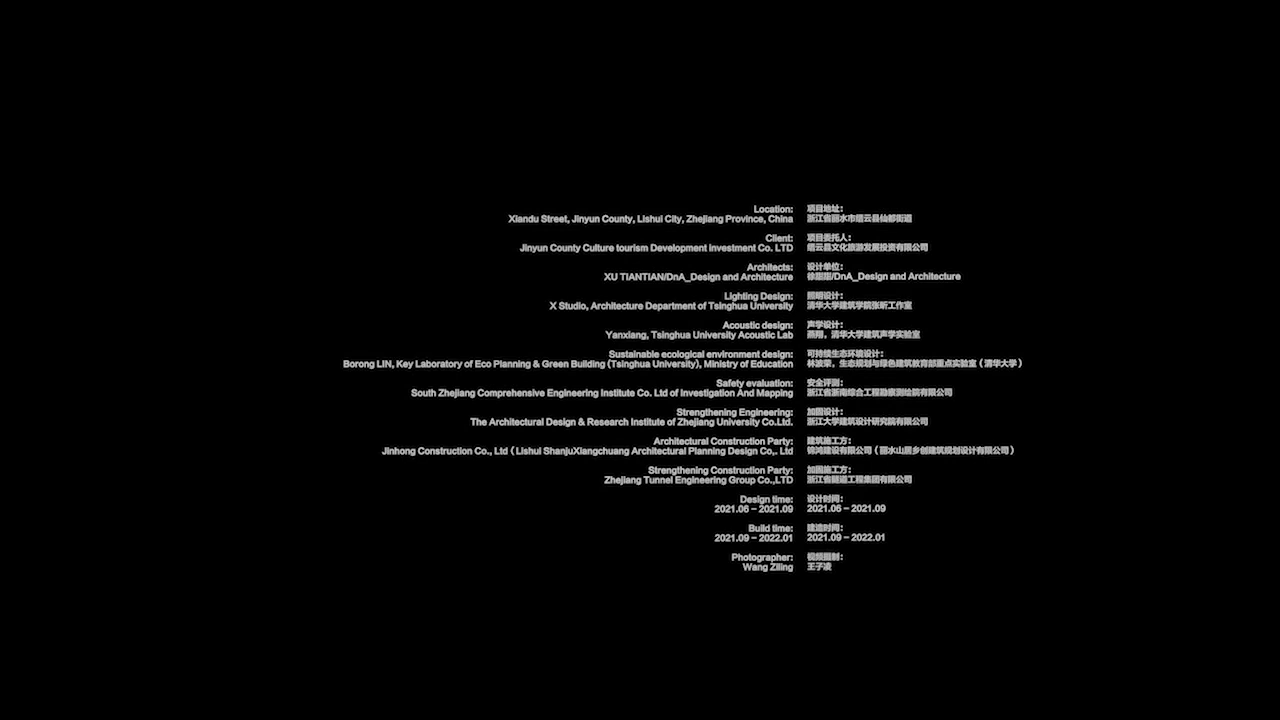 Location:
Xiandu Street, Jinyun County, Lishui City, Zhejiang Province, China
Client:
Jinyun County Culture tourism Development investment Co. LTD
Architects:
XU TIANTIAN/DnA_Design and Architecture
Lighting Design:
X Studio, Architecture Department of Tsinghua University
Acoustic design:
Yanxiang, Tsinghua University Acoustic Lab
Sustainable ecological environment design:
Borong LIN, Key Laboratory of Eco Planning & Green Building (Tsinghua University), Ministry of Education
Safety evaluation:
South Zhejiang Comprehensive Engineering Institute Co. Ltd of Investigation And Mapping
Strengthening Engineering:
The Architectural Design & Research Institute of Zhejiang University Co.Ltd.
Architectural Construction Party:
Jinhong Construction Co., Ltd ( Lishui ShanjuXiangchuang Architectural Planning Design Co,. Ltd
Strengthening Construction Party:
Zhejiang Tunnel Engineering Group Co.,LTD
Design time:
2021.06 – 2021.09
Build time:
2021.09 – 2022.01
Photographer:
Wang Ziling
项目地址:
浙江省丽水市缙云县仙都街道
项目委托人:
缙云县文化旅游发展投资有限公司
设计单位:
徐甜甜/DnA_Design and Architecture
照明设计:
清华大学建筑学院张昕工作室
声学设计:
燕翔，清华大学建筑声学实验室
可持续生态环境设计:
林波荣，生态规划与绿色建筑教育部重点实验室（清华大学）
安全评测:
浙江省浙南综合工程勘察测绘院有限公司
加固设计:
浙江大学建筑设计研究院有限公司
建筑施工方:
锦鸿建设有限公司（丽水山居乡创建筑规划设计有限公司）
加固施工方:
浙江省隧道工程集团有限公司
设计时间:
2021.06 – 2021.09
建造时间:
2021.09 – 2022.01
视频摄制:
王子凌